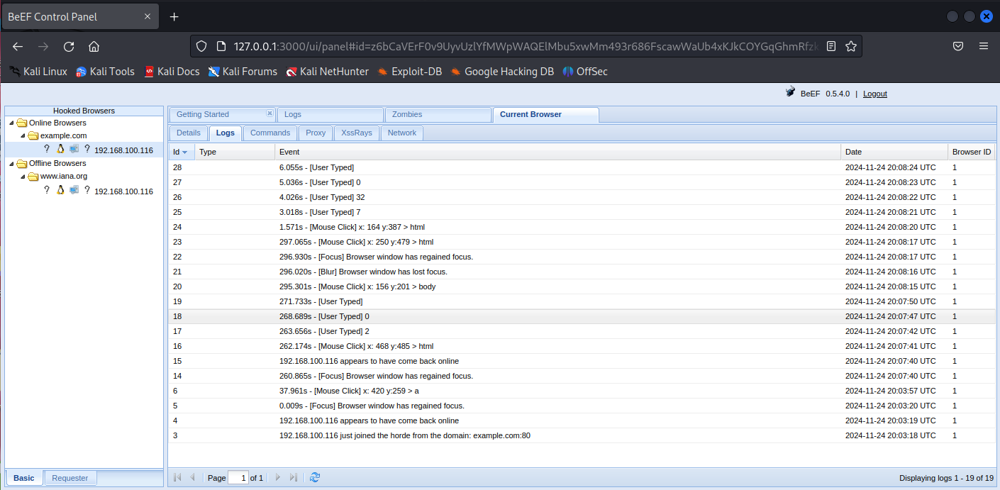 BeEF Control Panel
127.0.0.1:3000/ui/panel#id=z6bCaVErF0v9UyvUzlYfMWpWAQElMbu5xwMm493r686FscawWaUb4xKJkCOYGqGhmRfzk
Kali Linux Kali Tools Kali Docs Kali Forums Kali NetHunter Exploit-DB Google Hacking DB OffSec
BeEF 0.5.4.0 | Logout
Hooked Browsers
Online Browsers
example.com
? ? 192.168.100.116
Offline Browsers
www.iana.org
? ? 192.168.100.116
Basic Requester
Getting Started Logs Zombies Current Browser
Details Logs Commands Proxy XssRays Network
Id Type Event Date Browser ID
28 6.055s - [User Typed] 2024-11-24 20:08:24 UTC 1
27 5.036s - [User Typed] 0 2024-11-24 20:08:23 UTC 1
26 4.026s - [User Typed] 32 2024-11-24 20:08:22 UTC 1
25 3.018s - [User Typed] 7 2024-11-24 20:08:21 UTC 1
24 1.571s - [Mouse Click] x: 164 y:387 > html 2024-11-24 20:08:20 UTC 1
23 297.065s - [Mouse Click] x: 250 y:479 > html 2024-11-24 20:08:17 UTC 1
22 296.930s - [Focus] Browser window has regained focus. 2024-11-24 20:08:17 UTC 1
21 296.020s - [Blur] Browser window has lost focus. 2024-11-24 20:08:16 UTC 1
20 295.301s - [Mouse Click] x: 156 y:201 > body 2024-11-24 20:08:15 UTC 1
19 271.733s - [User Typed] 2024-11-24 20:07:50 UTC 1
18 268.689s - [User Typed] 0 2024-11-24 20:07:47 UTC 1
17 263.656s - [User Typed] 2 2024-11-24 20:07:42 UTC 1
16 262.174s - [Mouse Click] x: 468 y:485 > html 2024-11-24 20:07:41 UTC 1
15 192.168.100.116 appears to have come back online 2024-11-24 20:07:40 UTC 1
14 260.865s - [Focus] Browser window has regained focus. 2024-11-24 20:07:40 UTC 1
6 37.961s - [Mouse Click] x: 420 y:259 > a 2024-11-24 20:03:57 UTC 1
5 0.009s - [Focus] Browser window has regained focus. 2024-11-24 20:03:20 UTC 1
4 192.168.100.116 appears to have come back online 2024-11-24 20:03:19 UTC 1
3 192.168.100.116 just joined the horde from the domain: example.com:80 2024-11-24 20:03:18 UTC 1
Page 1 of 1 Displaying logs 1 - 19 of 19